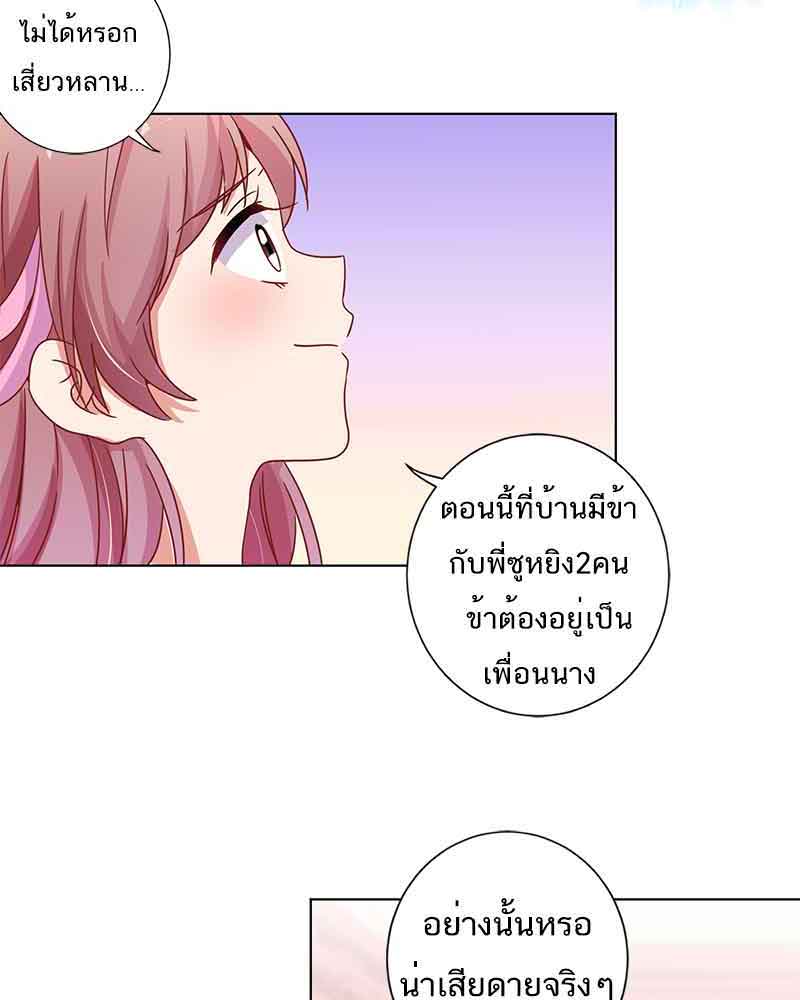 ไม่ได้หรอก
เสี่ยวหลาน...
ตอนนี้ที่บ้านมีข้า
กับพี่ซูหยิง2คน
ข้าต้องอยู่เป็น
เพื่อนนาง
อย่างนั้นหรอ
น่าเสียดายจริงๆ